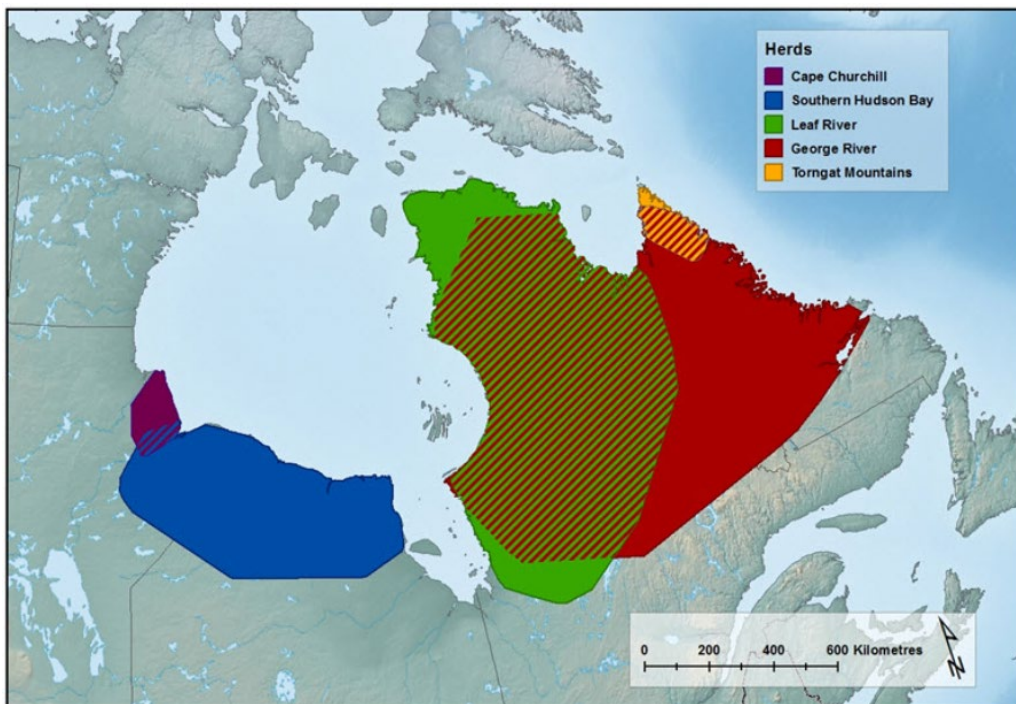 Herds
Cape Churchill
Southern Hudson Bay
Leaf River
George River
Torngat Mountains
0 200 400 600 Kilometres
N